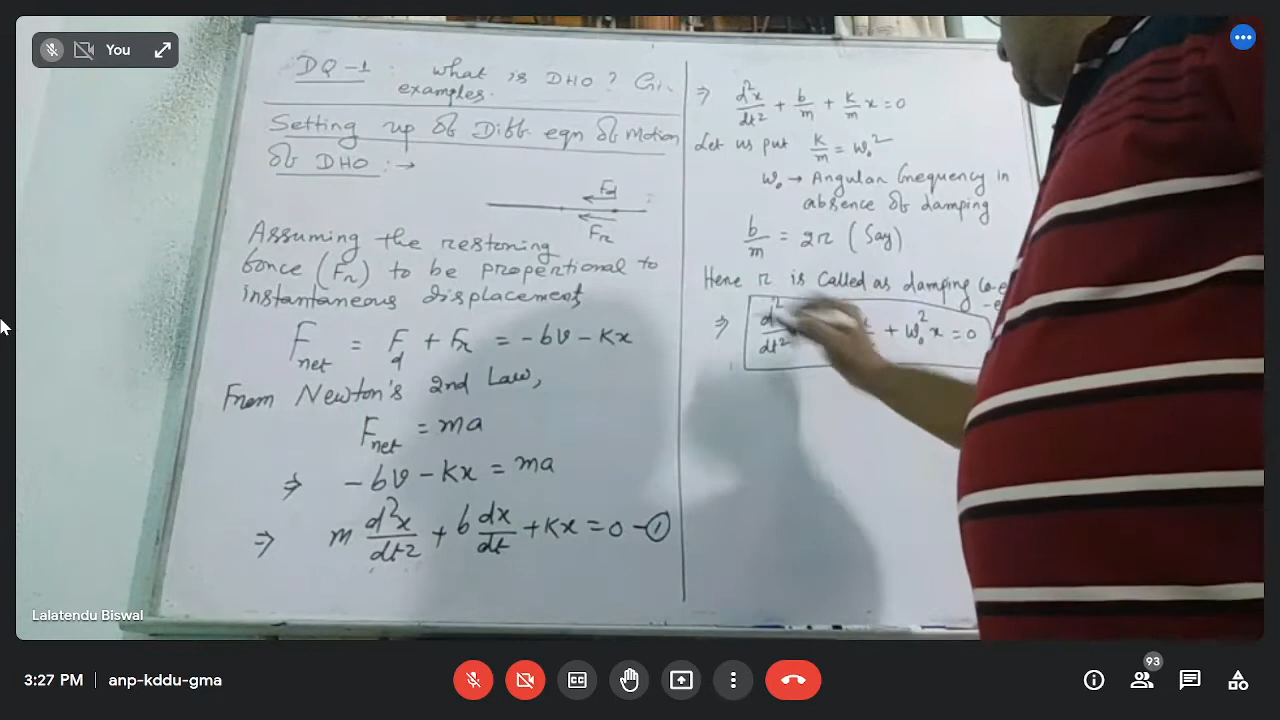 You
DQ-1 : What is DHO? Gi.
examples.
Setting up of Diff eqn of Motion
of DHO :→
Fd
Fr
Assuming the restoring
force (Fr) to be propertional to
instantaneous displacement
Fnet = Fd + Fr = -bv - kx
From Newton's 2nd Law,
Fnet = ma
⇒ -bv - kx = ma
⇒ m d²x/dt² + b dx/dt + kx = 0 - ①
⇒ d²x/dt² + b/m + k/m x = 0
Let us put k/m = ω₀²
ω₀ → Angular frequency in
absence of damping
b/m = 2r (Say)
Here r is called as damping co-e
-e
⇒ d²/dt² + ω₀²x = 0
Lalatendu Biswal
3:27 PM | anp-kddu-gma
93